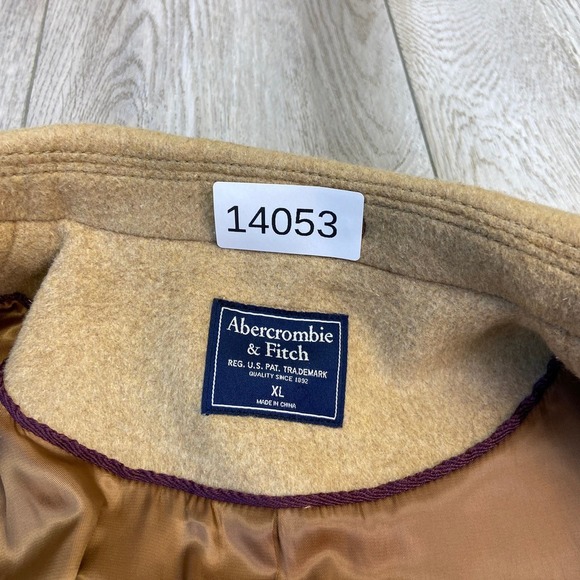 14053
Abercrombie
& Fitch
REG. U.S. PAT. TRADEMARK
QUALITY SINCE 1892
XL
MADE IN CHINA